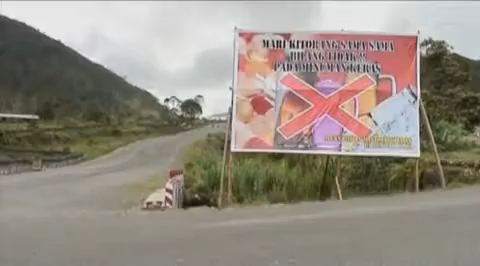 MARI KITORANG SAMA SAMA
BILANG TIDAK !!
PADA MINUMAN KERAS